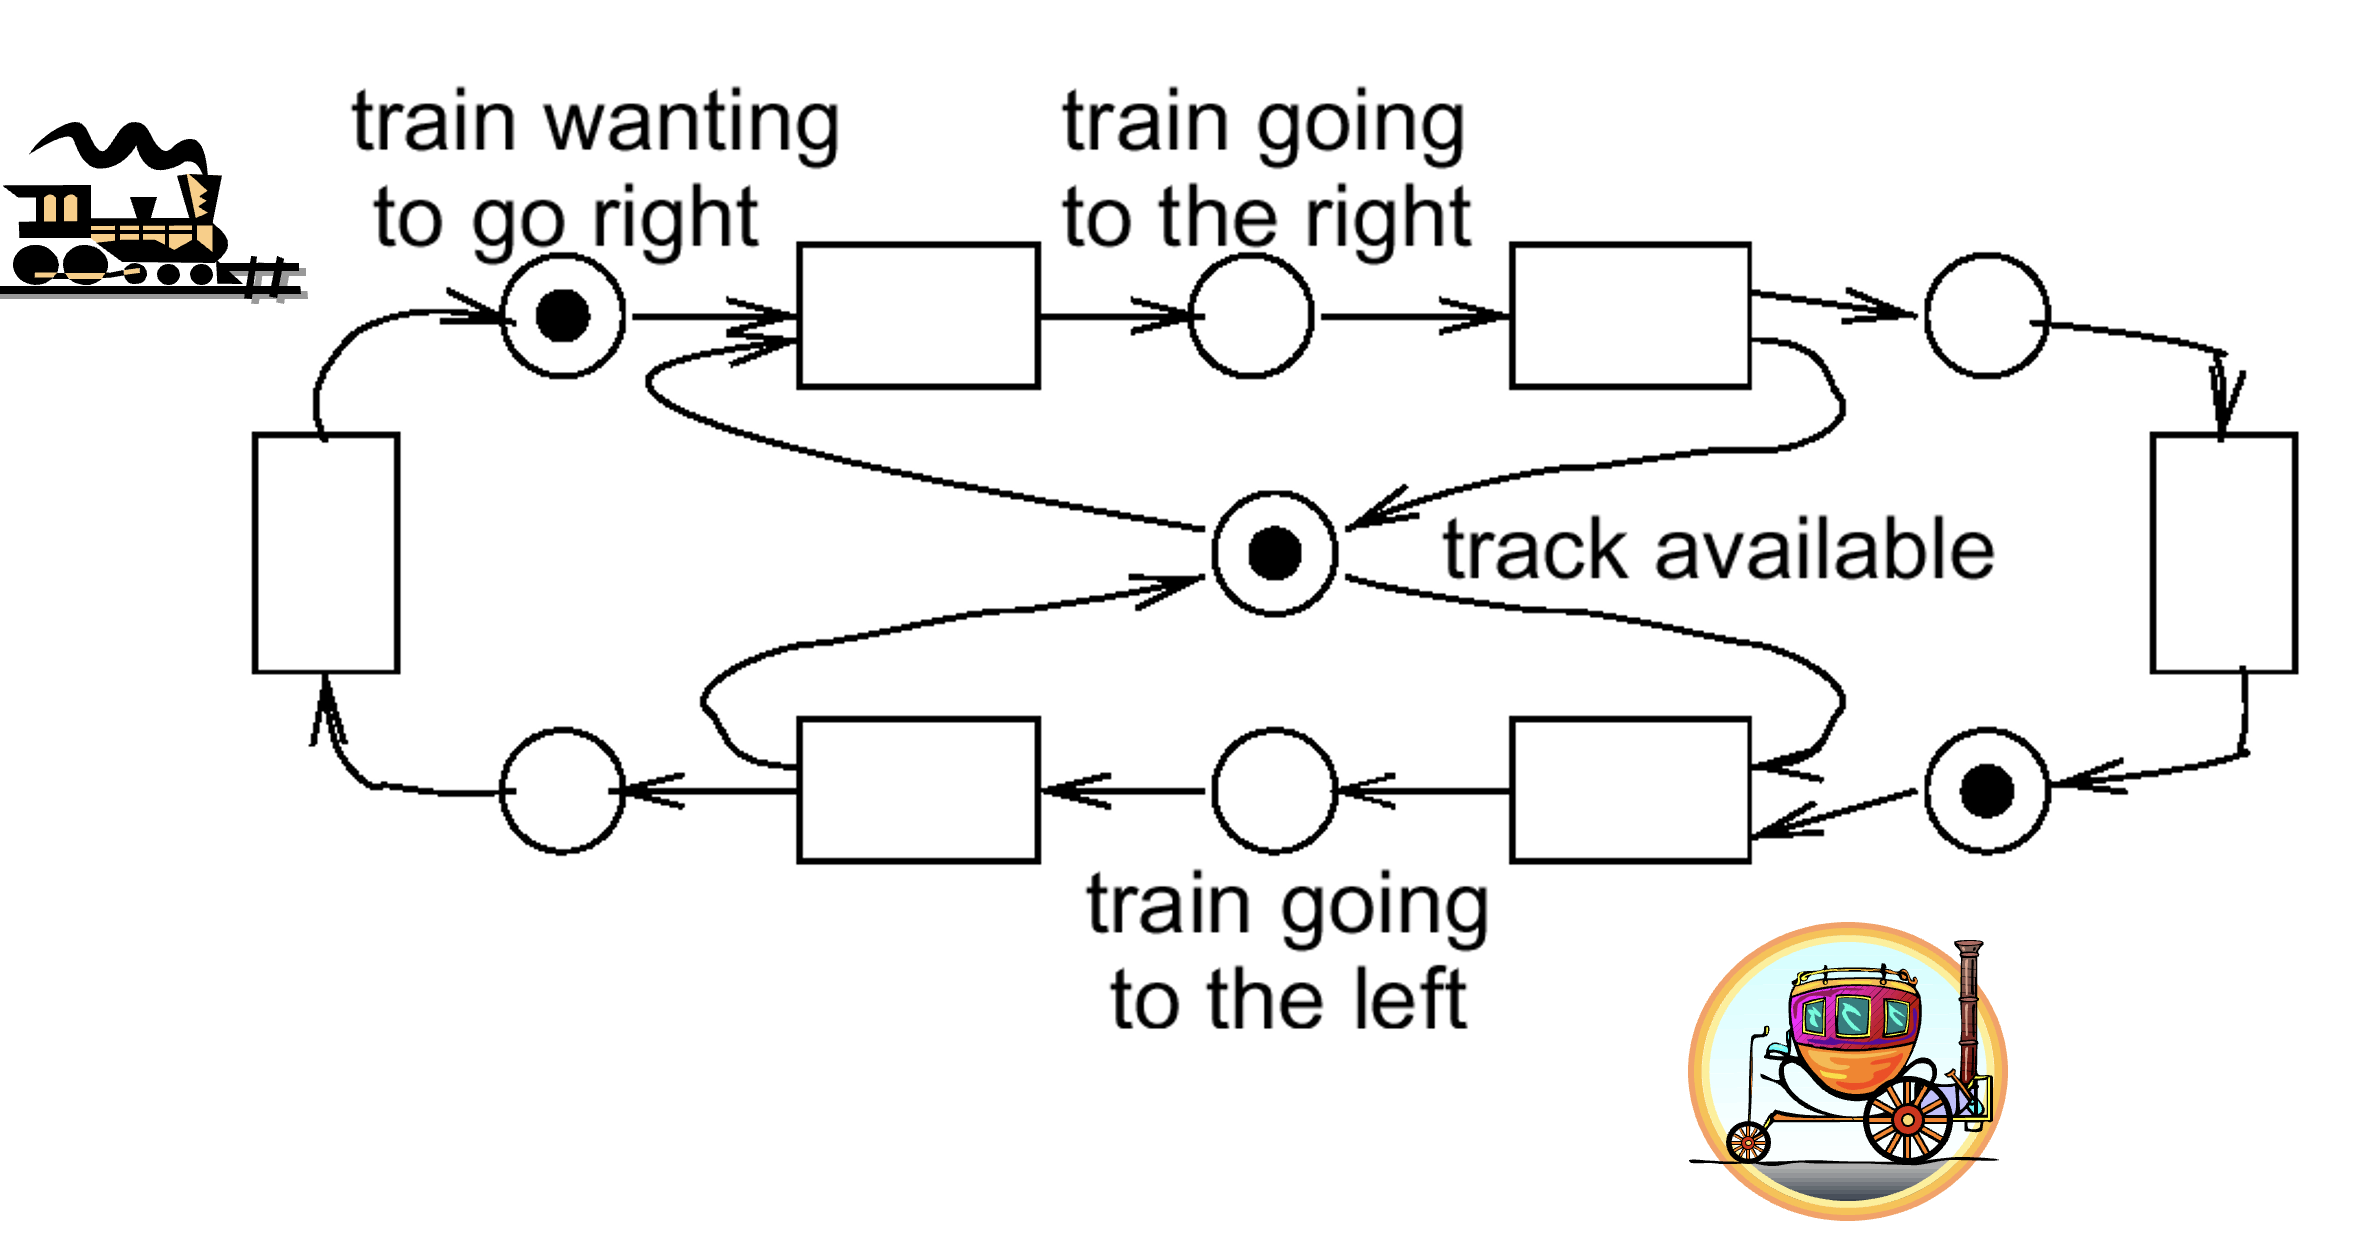 train wanting
to go right
train going
to the right
track available
train going
to the left